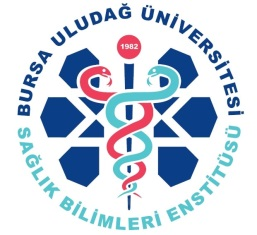 BURSA ULUDAĞ ÜNİVERSİTESİ
1982
SAĞLIK BİLİMLERİ ENSTİTÜSÜ